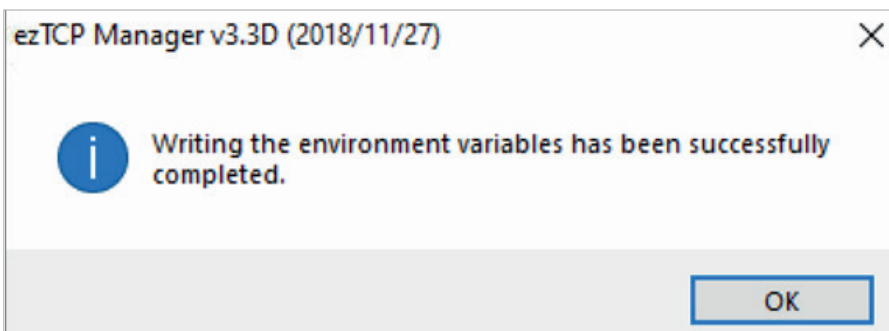 ezTCP Manager v3.3D (2018/11/27)
Writing the environment variables has been successfully
completed.
OK